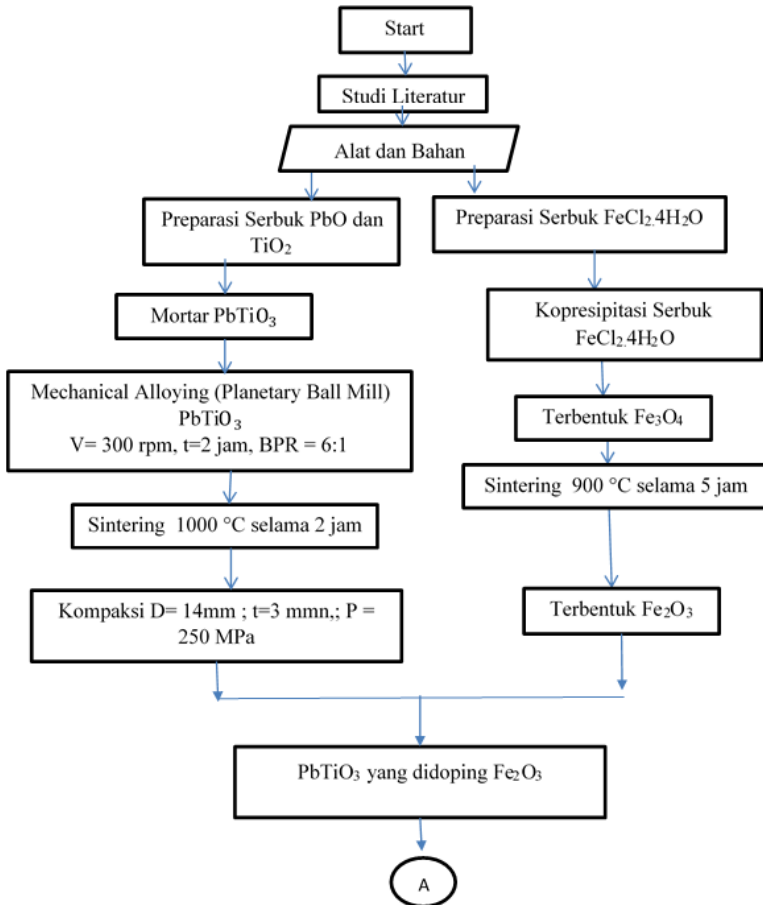 Start
Studi Literatur
Alat dan Bahan
Preparasi Serbuk PbO dan
TiO₂
Mortar PbTiO₃
Mechanical Alloying (Planetary Ball Mill)
PbTiO₃
V= 300 rpm, t=2 jam, BPR = 6:1
Sintering 1000 °C selama 2 jam
Kompaksi D= 14mm ; t=3 mmn,; P =
250 MPa
Preparasi Serbuk FeCl₂.4H₂O
Kopresipitasi Serbuk
FeCl₂.4H₂O
Terbentuk Fe₃O₄
Sintering 900 °C selama 5 jam
Terbentuk Fe₂O₃
PbTiO₃ yang didoping Fe₂O₃
A